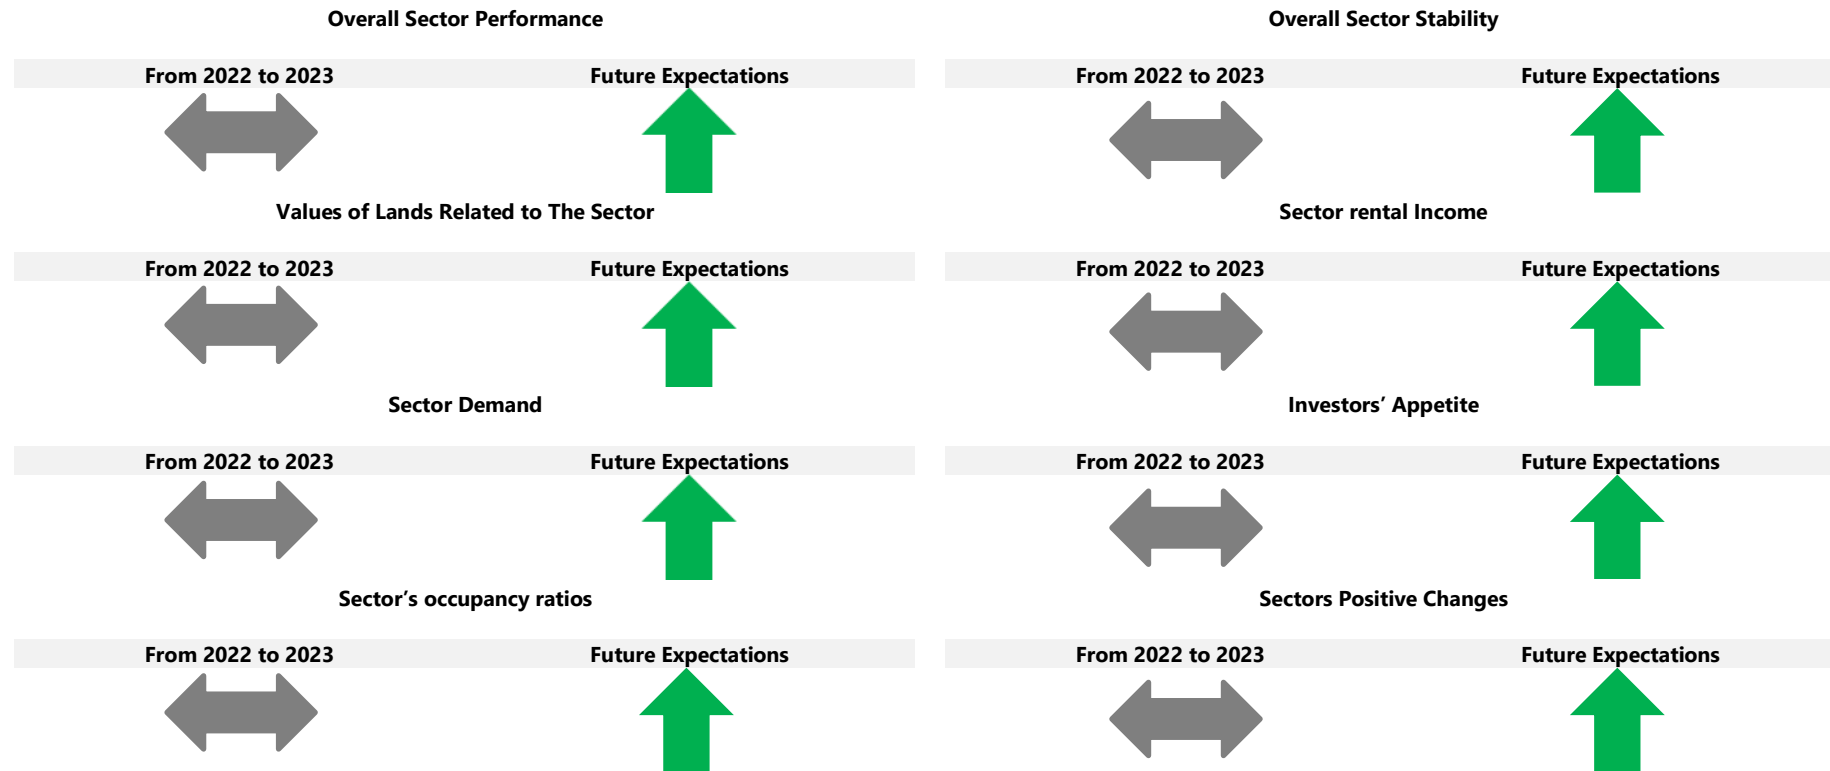 Overall Sector Performance
Overall Sector Stability
From 2022 to 2023
Future Expectations
From 2022 to 2023
Future Expectations
Values of Lands Related to The Sector
Sector rental Income
From 2022 to 2023
Future Expectations
From 2022 to 2023
Future Expectations
Sector Demand
Investors’ Appetite
From 2022 to 2023
Future Expectations
From 2022 to 2023
Future Expectations
Sector’s occupancy ratios
Sectors Positive Changes
From 2022 to 2023
Future Expectations
From 2022 to 2023
Future Expectations